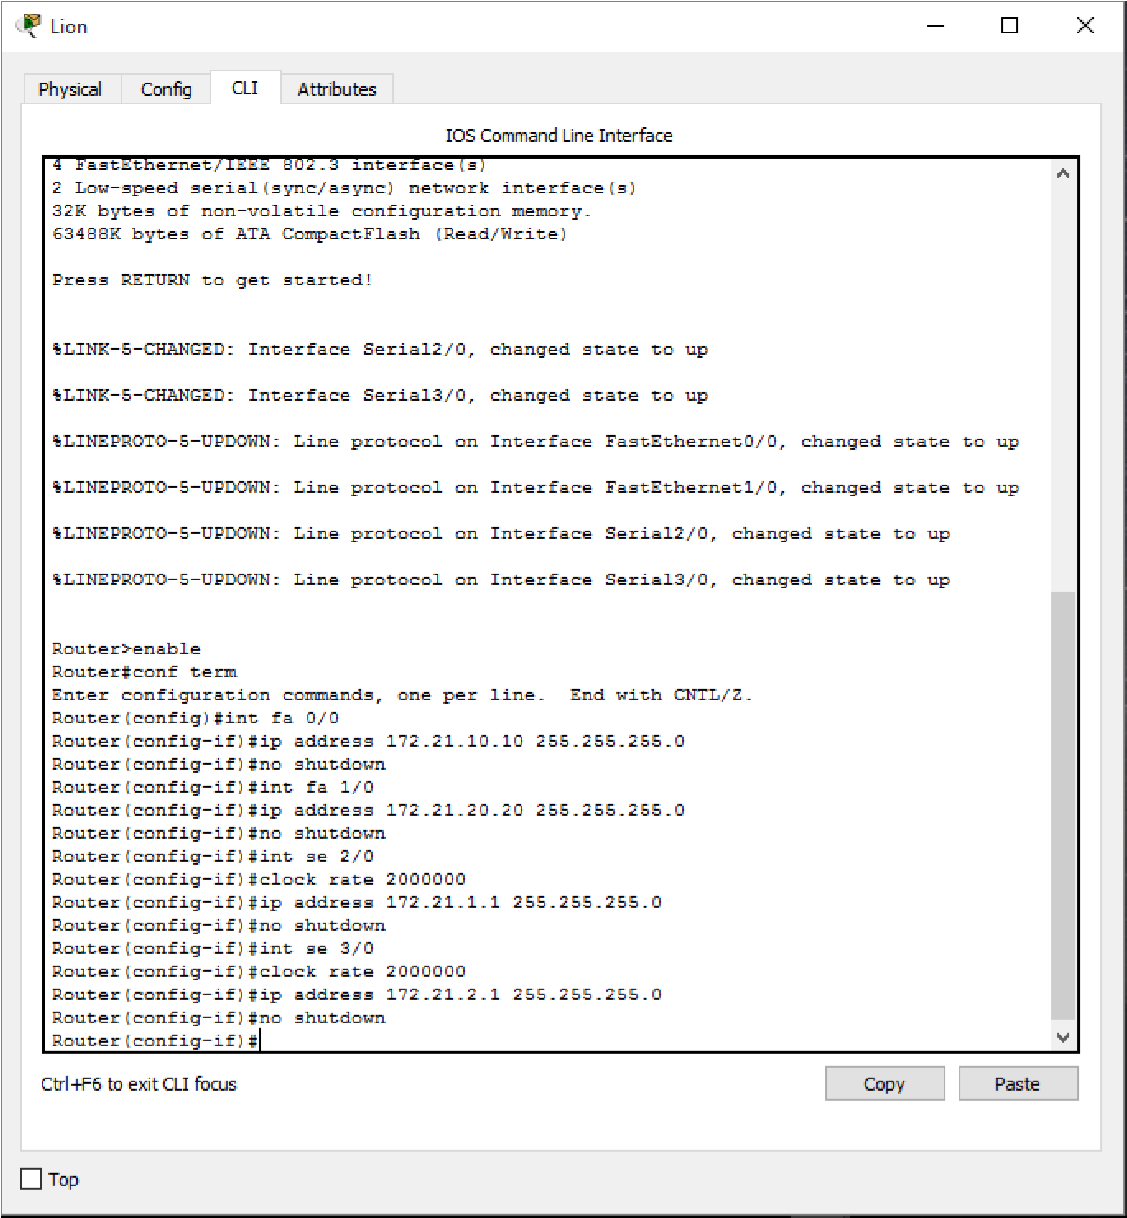 Lion
Physical Config CLI Attributes
IOS Command Line Interface
4 FastEthernet/IEEE 802.3 interface(s)
2 Low-speed serial(sync/async) network interface(s)
32K bytes of non-volatile configuration memory.
63488K bytes of ATA CompactFlash (Read/Write)
Press RETURN to get started!
%LINK-5-CHANGED: Interface Serial2/0, changed state to up
%LINK-5-CHANGED: Interface Serial3/0, changed state to up
%LINEPROTO-5-UPDOWN: Line protocol on Interface FastEthernet0/0, changed state to up
%LINEPROTO-5-UPDOWN: Line protocol on Interface FastEthernet1/0, changed state to up
%LINEPROTO-5-UPDOWN: Line protocol on Interface Serial2/0, changed state to up
%LINEPROTO-5-UPDOWN: Line protocol on Interface Serial3/0, changed state to up
Router>enable
Router#conf term
Enter configuration commands, one per line.  End with CNTL/Z.
Router(config)#int fa 0/0
Router(config-if)#ip address 172.21.10.10 255.255.255.0
Router(config-if)#no shutdown
Router(config-if)#int fa 1/0
Router(config-if)#ip address 172.21.20.20 255.255.255.0
Router(config-if)#no shutdown
Router(config-if)#int se 2/0
Router(config-if)#clock rate 2000000
Router(config-if)#ip address 172.21.1.1 255.255.255.0
Router(config-if)#no shutdown
Router(config-if)#int se 3/0
Router(config-if)#clock rate 2000000
Router(config-if)#ip address 172.21.2.1 255.255.255.0
Router(config-if)#no shutdown
Router(config-if)#
Ctrl+F6 to exit CLI focus Copy Paste
Top